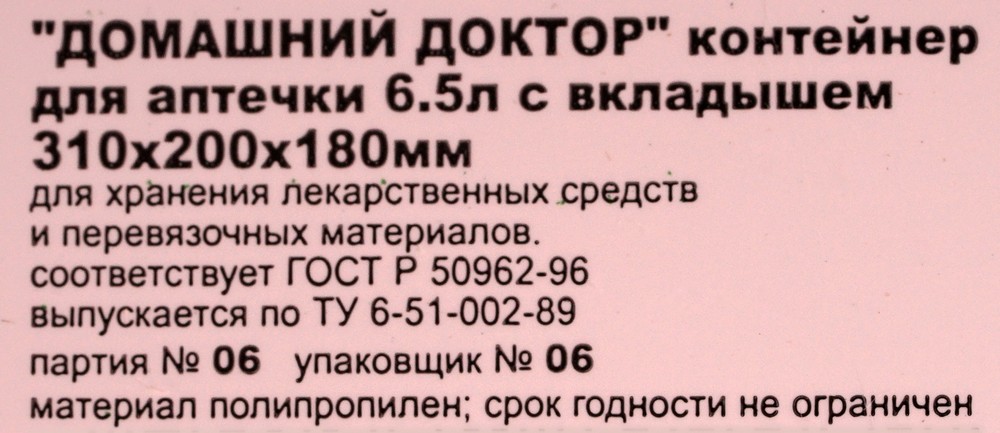 "ДОМАШНИЙ ДОКТОР" контейнер
для аптечки 6.5л с вкладышем
310х200х180мм
для хранения лекарственных средств
и перевязочных материалов.
соответствует ГОСТ Р 50962-96
выпускается по ТУ 6-51-002-89
партия № 06 упаковщик № 06
материал полипропилен; срок годности не ограничен